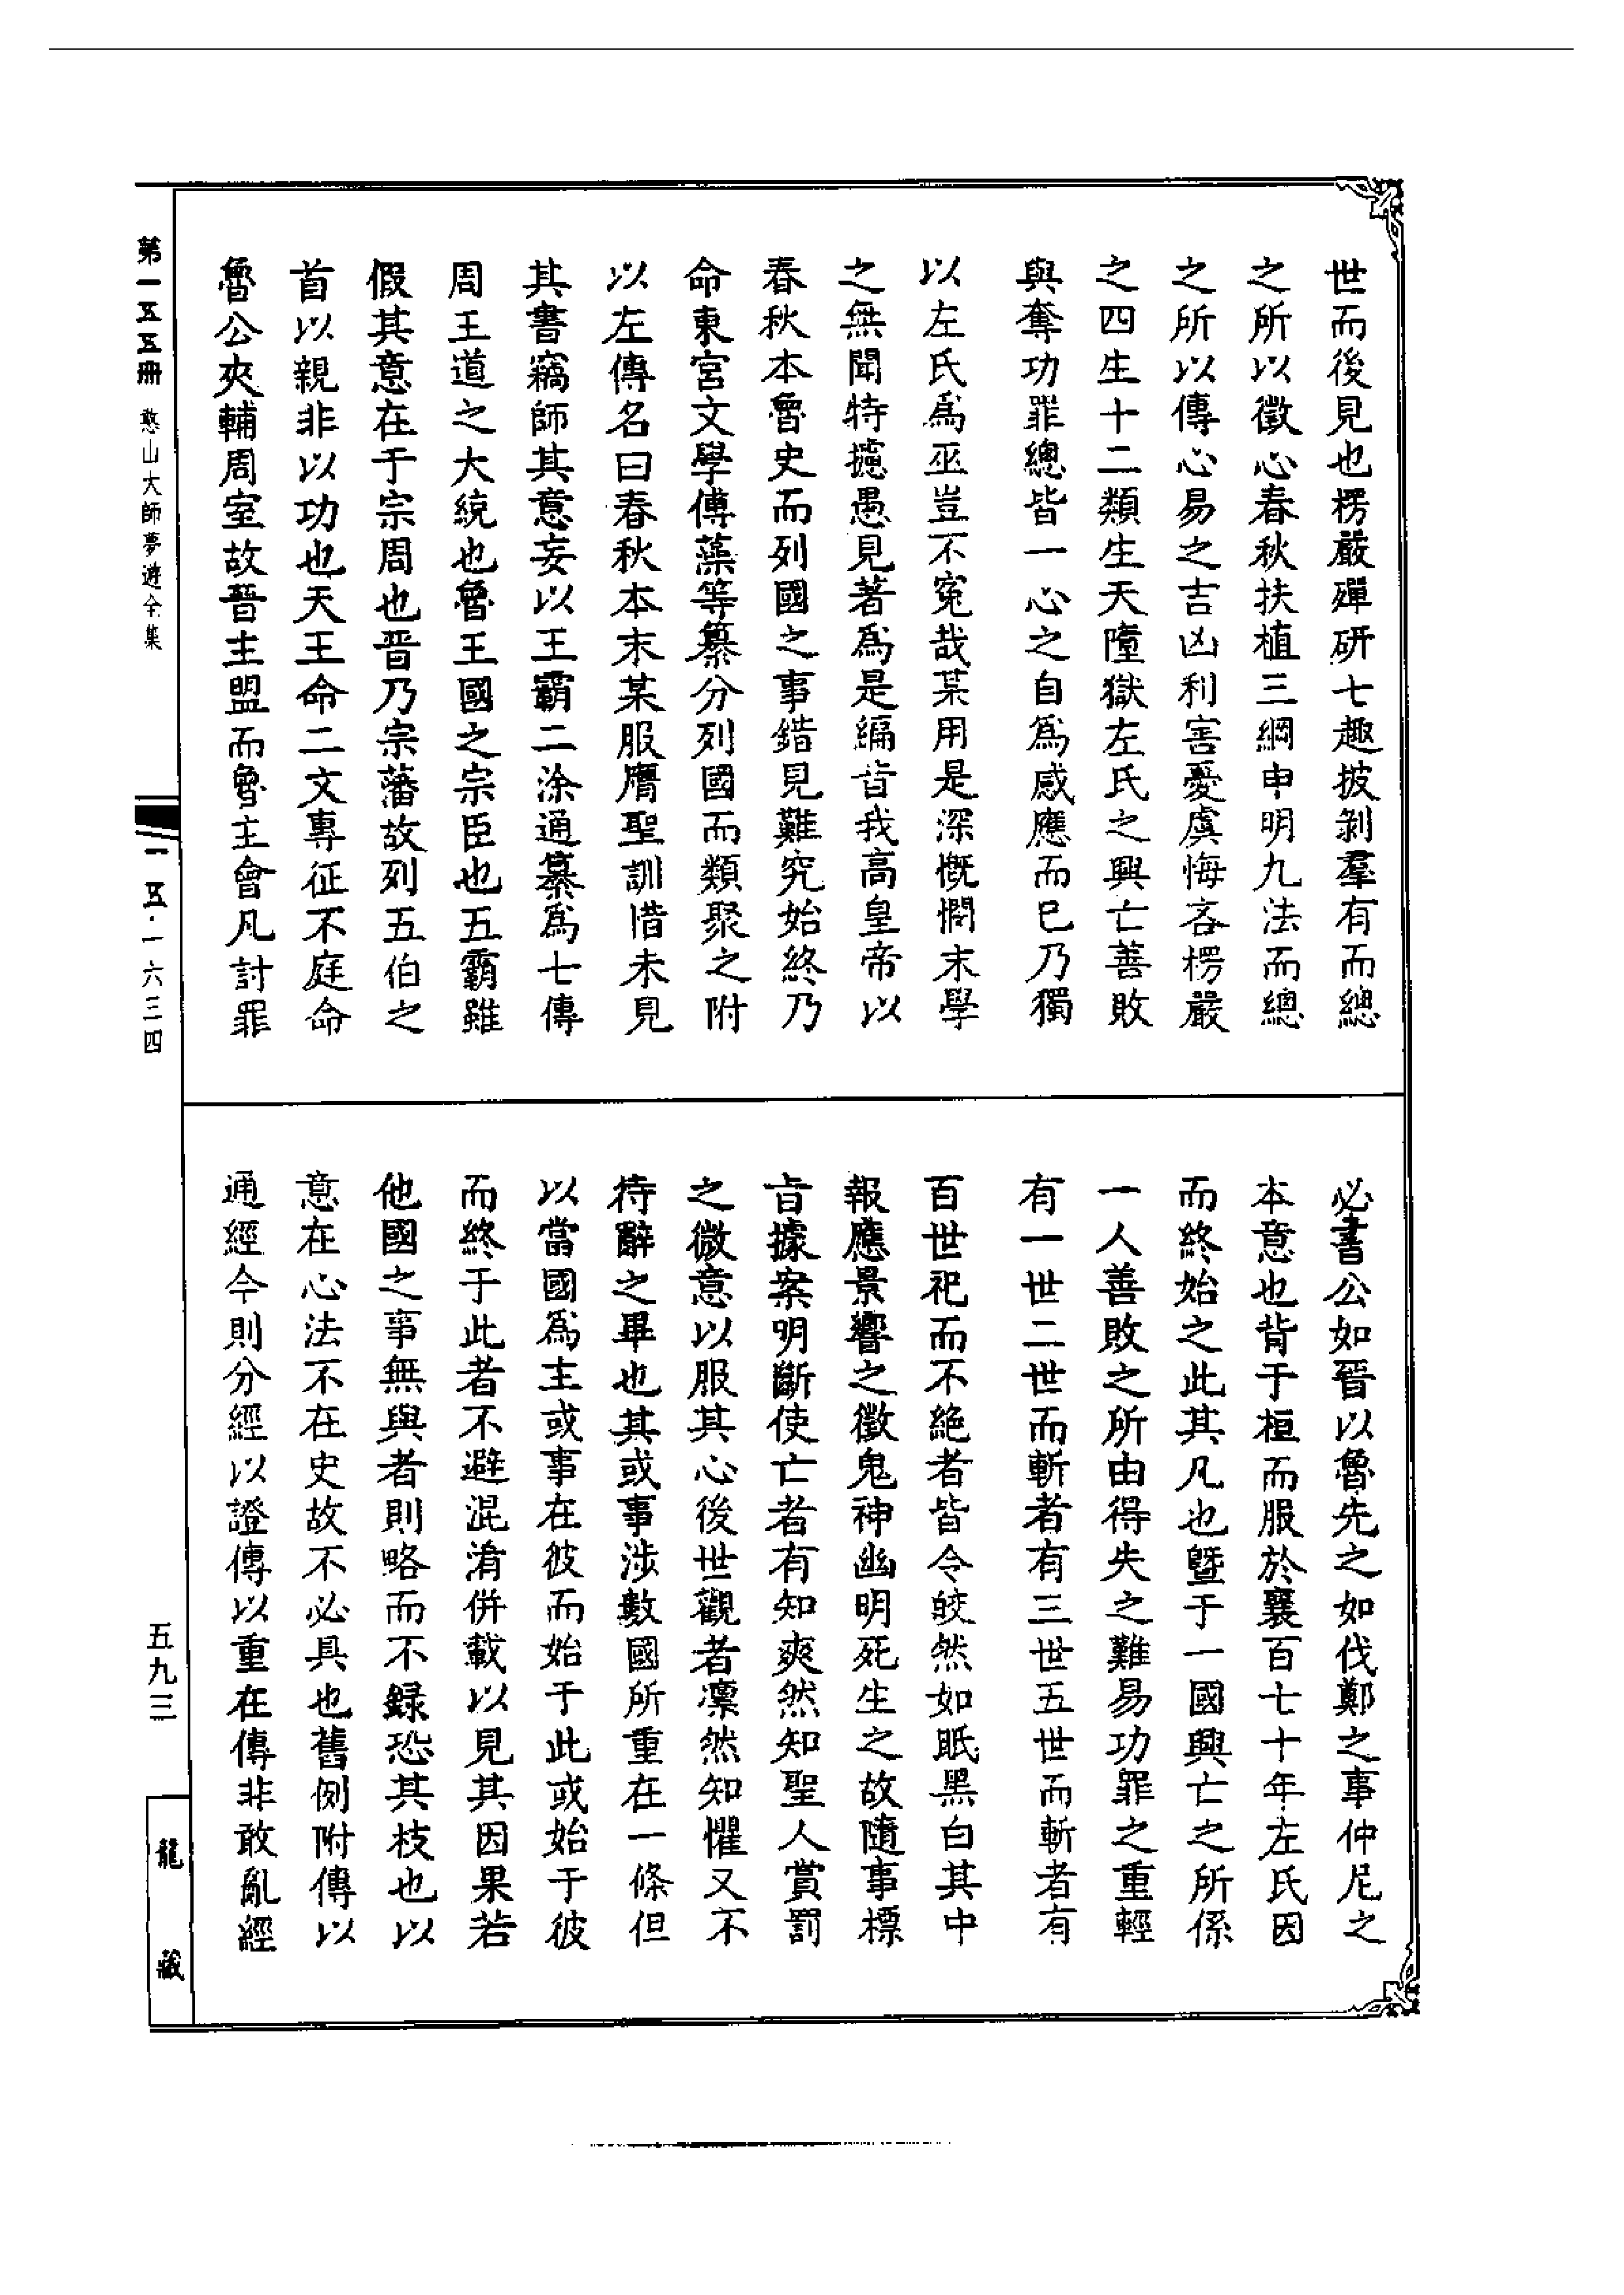 世而後見也楞嚴殫研七趣披剝羣有而總
之所以徵心春秋扶植三綱申明九法而總
之所以傳心易之吉凶利害憂虞悔吝楞嚴
之四生十二類生天墮獄左氏之興亡善敗
與奪功罪總皆一心之自爲感應而已乃獨
以左氏爲巫豈不寃哉某用是深慨惘末學
之無聞特攄愚見著爲是編昔我高皇帝以
春秋本魯史而列國之事錯見難究始終乃
命東宮文學傅藻等纂分列國而類聚之附
以左傳名曰春秋本末某服膺聖訓惜未見
其書竊師其意妄以王霸二涂通纂爲七傳
周王道之大統也魯王國之宗臣也五霸雖
假其意在于宗周也晉乃宗藩故列五伯之
首以親非以功也天王命二文專征不庭命
魯公夾輔周室故晉主盟而魯主會凡討罪
必書公如晉以魯先之如伐鄭之事仲尼之
本意也背于桓而服於襄百七十年左氏因
而終始之此其凡也曁于一國興亡之所係
一人善敗之所由得失之難易功罪之重輕
有一世二世而斬者有三世五世而斬者有
百世祀而不絶者皆令皎然如眂黑白其中
報應景響之徵鬼神幽明死生之故隨事標
旨據案明斷使亡者有知爽然知聖人賞罰
之微意以服其心後世觀者凜然知懼又不
待辭之畢也其或事涉數國所重在一條但
以當國爲主或事在彼而始于此或始于彼
而終于此者不避混淆併載以見其因果若
他國之事無與者則略而不録恐其枝也以
意在心法不在史故不必具也舊例附傳以
通經今則分經以證傳以重在傳非敢亂經
第一五五冊 憨山大師夢遊全集
一五·一六三四
五九三
龍藏